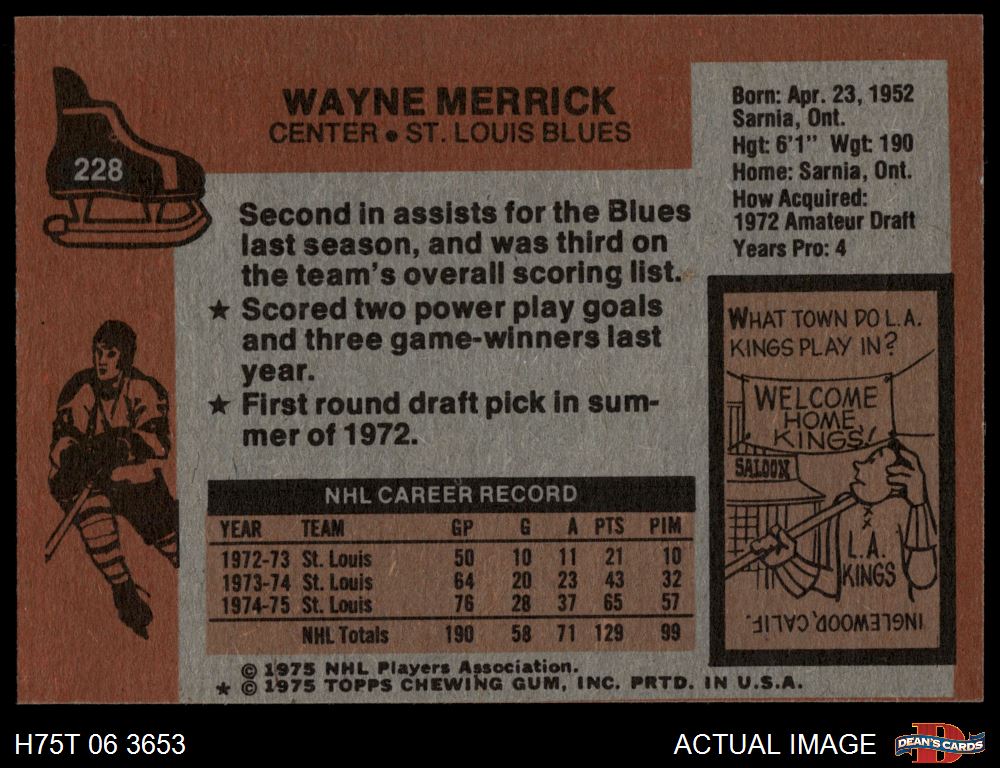 228
WAYNE MERRICK
CENTER • ST. LOUIS BLUES
Born: Apr. 23, 1952
Sarnia, Ont.
Hgt: 6'1" Wgt: 190
Home: Sarnia, Ont.
How Acquired:
1972 Amateur Draft
Years Pro: 4
Second in assists for the Blues
last season, and was third on
the team's overall scoring list.
★ Scored two power play goals
and three game-winners last
year.
★ First round draft pick in sum-
mer of 1972.
WHAT TOWN DO L.A.
KINGS PLAY IN?
WELCOME
HOME,
KINGS!
SALOON
L.A.
KINGS
INGLEWOOD, CALIF.
NHL CAREER RECORD
YEAR TEAM GP G A PTS PIM
1972-73 St. Louis 50 10 11 21 10
1973-74 St. Louis 64 20 23 43 32
1974-75 St. Louis 76 28 37 65 57
NHL Totals 190 58 71 129 99
© 1975 NHL Players Association.
★ © 1975 TOPPS CHEWING GUM, INC. PRTD. IN U.S.A.
H75T 06 3653
ACTUAL IMAGE
D
DEAN'S CARDS